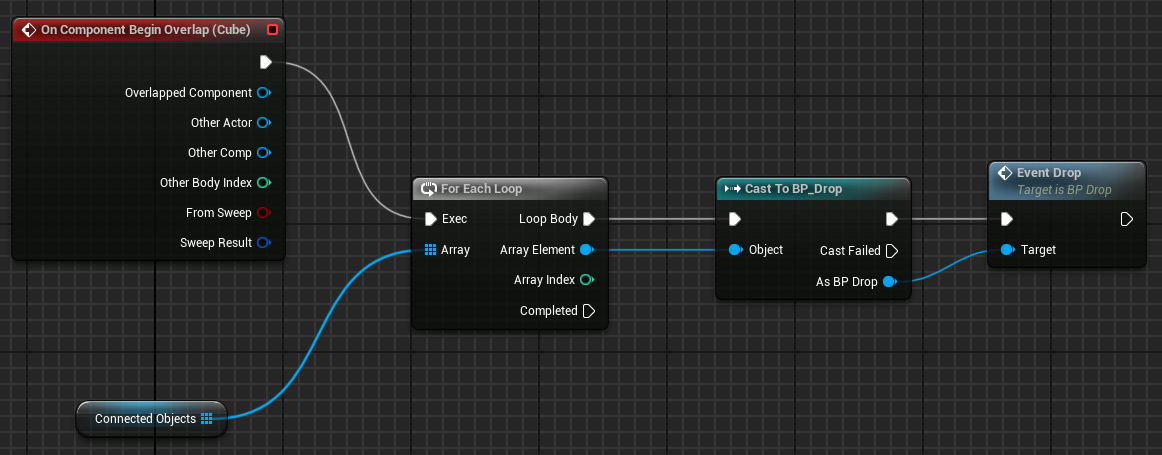 On Component Begin Overlap (Cube)
Overlapped Component
Other Actor
Other Comp
Other Body Index
From Sweep
Sweep Result
Connected Objects
For Each Loop
Exec
Loop Body
Array
Array Element
Array Index
Completed
Cast To BP_Drop
Object
Cast Failed
As BP Drop
Event Drop
Target is BP Drop
Target